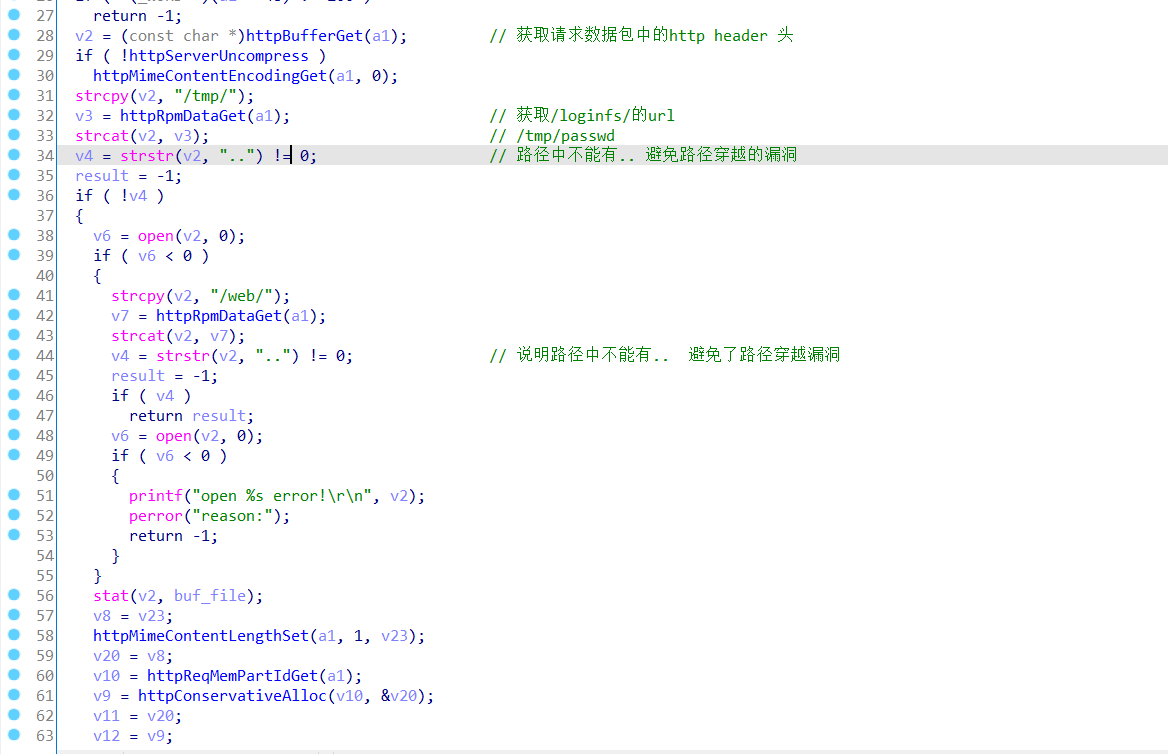 27 return -1;
28 v2 = (const char *)httpBufferGet(a1); // 获取请求数据包中的http header 头
29 if ( !httpServerUncompress )
30 httpMimeContentEncodingGet(a1, 0);
31 strcpy(v2, "/tmp/");
32 v3 = httpRpmDataGet(a1); // 获取/loginfs/的url
33 strcat(v2, v3); // /tmp/passwd
34 v4 = strstr(v2, "..") != 0; // 路径中不能有.. 避免路径穿越的漏洞
35 result = -1;
36 if ( !v4 )
37 {
38 v6 = open(v2, 0);
39 if ( v6 < 0 )
40 {
41 strcpy(v2, "/web/");
42 v7 = httpRpmDataGet(a1);
43 strcat(v2, v7);
44 v4 = strstr(v2, "..") != 0; // 说明路径中不能有.. 避免了路径穿越漏洞
45 result = -1;
46 if ( v4 )
47 return result;
48 v6 = open(v2, 0);
49 if ( v6 < 0 )
50 {
51 printf("open %s error!\r\n", v2);
52 perror("reason:");
53 return -1;
54 }
55 }
56 stat(v2, buf_file);
57 v8 = v23;
58 httpMimeContentLengthSet(a1, 1, v23);
59 v20 = v8;
60 v10 = httpReqMemPartIdGet(a1);
61 v9 = httpConservativeAlloc(v10, &v20);
62 v11 = v20;
63 v12 = v9;